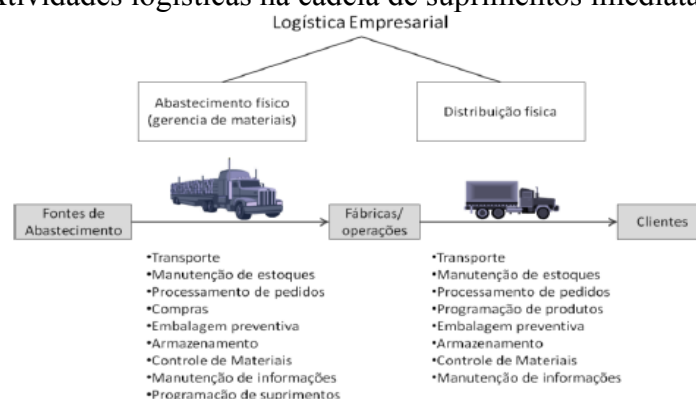 Atividades logísticas na cadeia de suprimentos imediata
Logística Empresarial
Abastecimento físico
(gerencia de materiais)
Distribuição física
Fontes de
Abastecimento
Fábricas/
operações
Clientes
•Transporte
•Manutenção de estoques
•Processamento de pedidos
•Compras
•Embalagem preventiva
•Armazenamento
•Controle de Materiais
•Manutenção de informações
•Programação de suprimentos
•Transporte
•Manutenção de estoques
•Processamento de pedidos
•Programação de produtos
•Embalagem preventiva
•Armazenamento
•Controle de Materiais
•Manutenção de informações